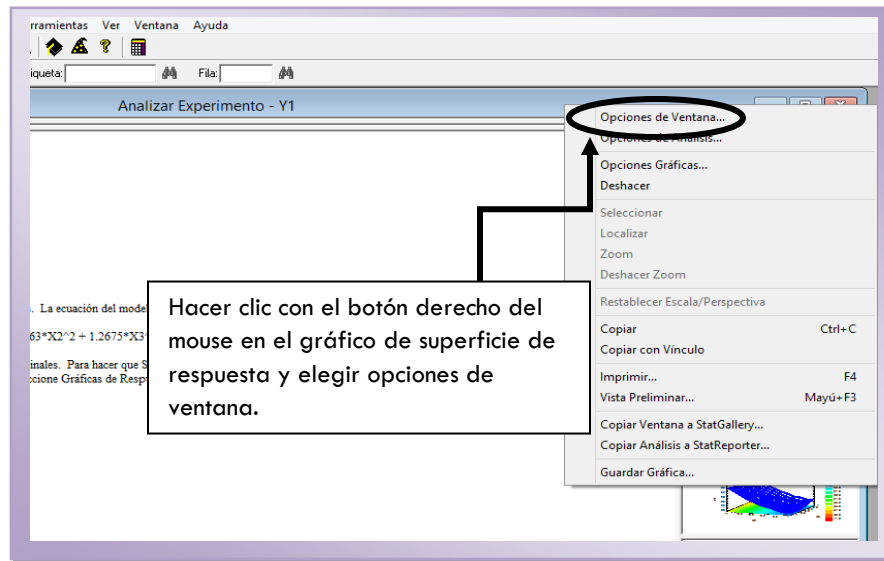 rramientas Ver Ventana Ayuda
iqueta: Fila:
Analizar Experimento - Y1
Opciones de Ventana...
Opciones de Análisis...
Opciones Gráficas...
Deshacer
Seleccionar
Localizar
Zoom
Deshacer Zoom
Restablecer Escala/Perspectiva
Copiar Ctrl+C
Copiar con Vínculo
Imprimir... F4
Vista Preliminar... Mayú+F3
Copiar Ventana a StatGallery...
Copiar Análisis a StatReporter...
Guardar Gráfica...
. La ecuación del mode
63*X2^2 + 1.2675*X3^
inales. Para hacer que S
ccione Gráficas de Resp
Hacer clic con el botón derecho del
mouse en el gráfico de superficie de
respuesta y elegir opciones de
ventana.